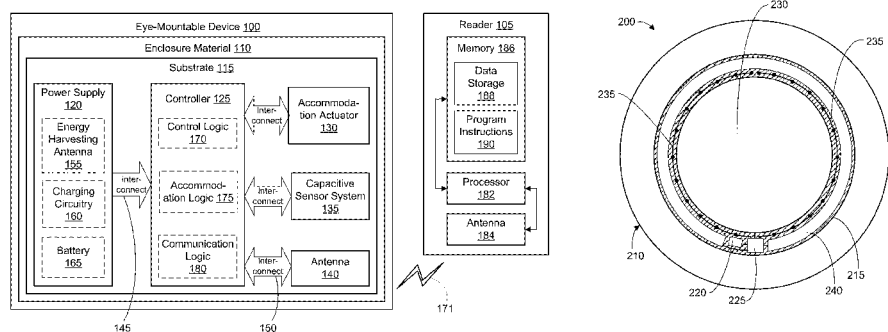 Eye-Mountable Device 100
Enclosure Material 110
Substrate 115
Power Supply
120
Energy
Harvesting
Antenna
155
Charging
Circuitry
160
Battery
165
Inter-
connect
Controller
125
Control Logic
170
Accommod-
ation Logic 175
Communication
Logic
180
Inter-
connect
Accommoda-
tion Actuator
130
Inter-
connect
Capacitive
Sensor System
135
Inter-
connect
Antenna
140
145
150
171
Reader 105
Memory 186
Data
Storage
188
Program
Instructions
190
Processor
182
Antenna
184
200
230
235
235
210
220
225
240
215